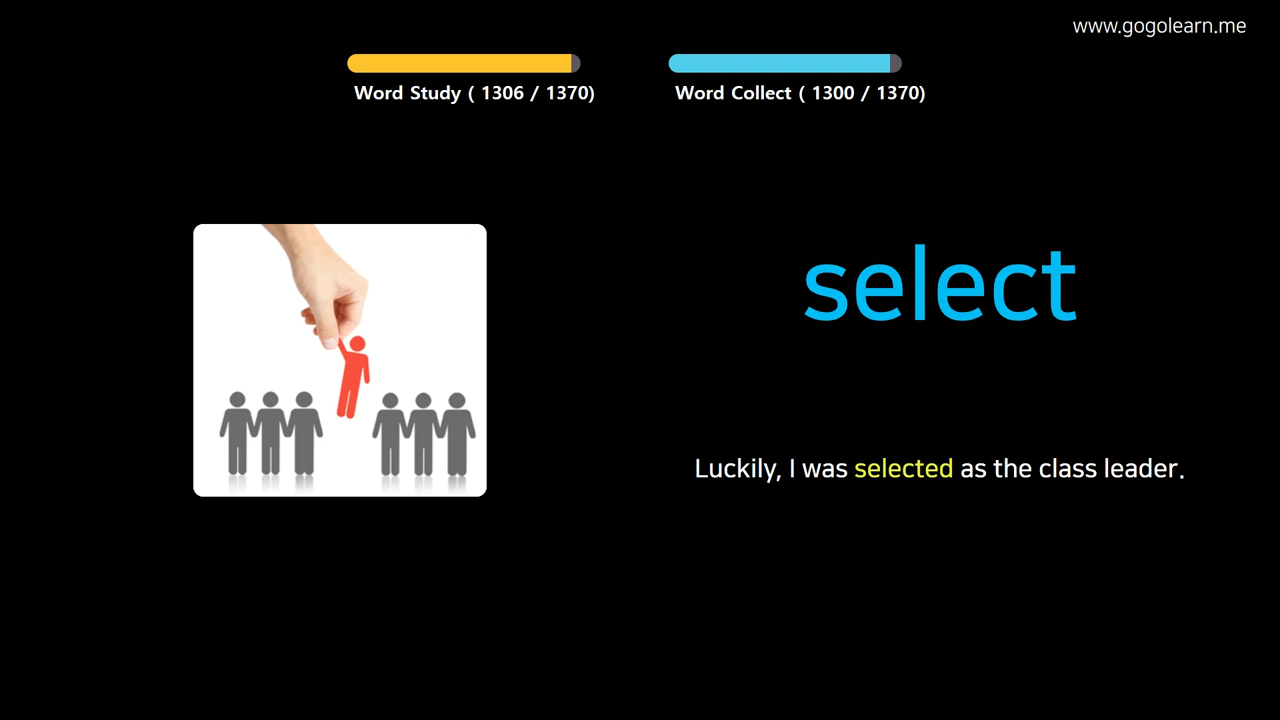 www.gogolearn.me
Word Study ( 1306 / 1370)
Word Collect ( 1300 / 1370)
select
Luckily, I was selected as the class leader.